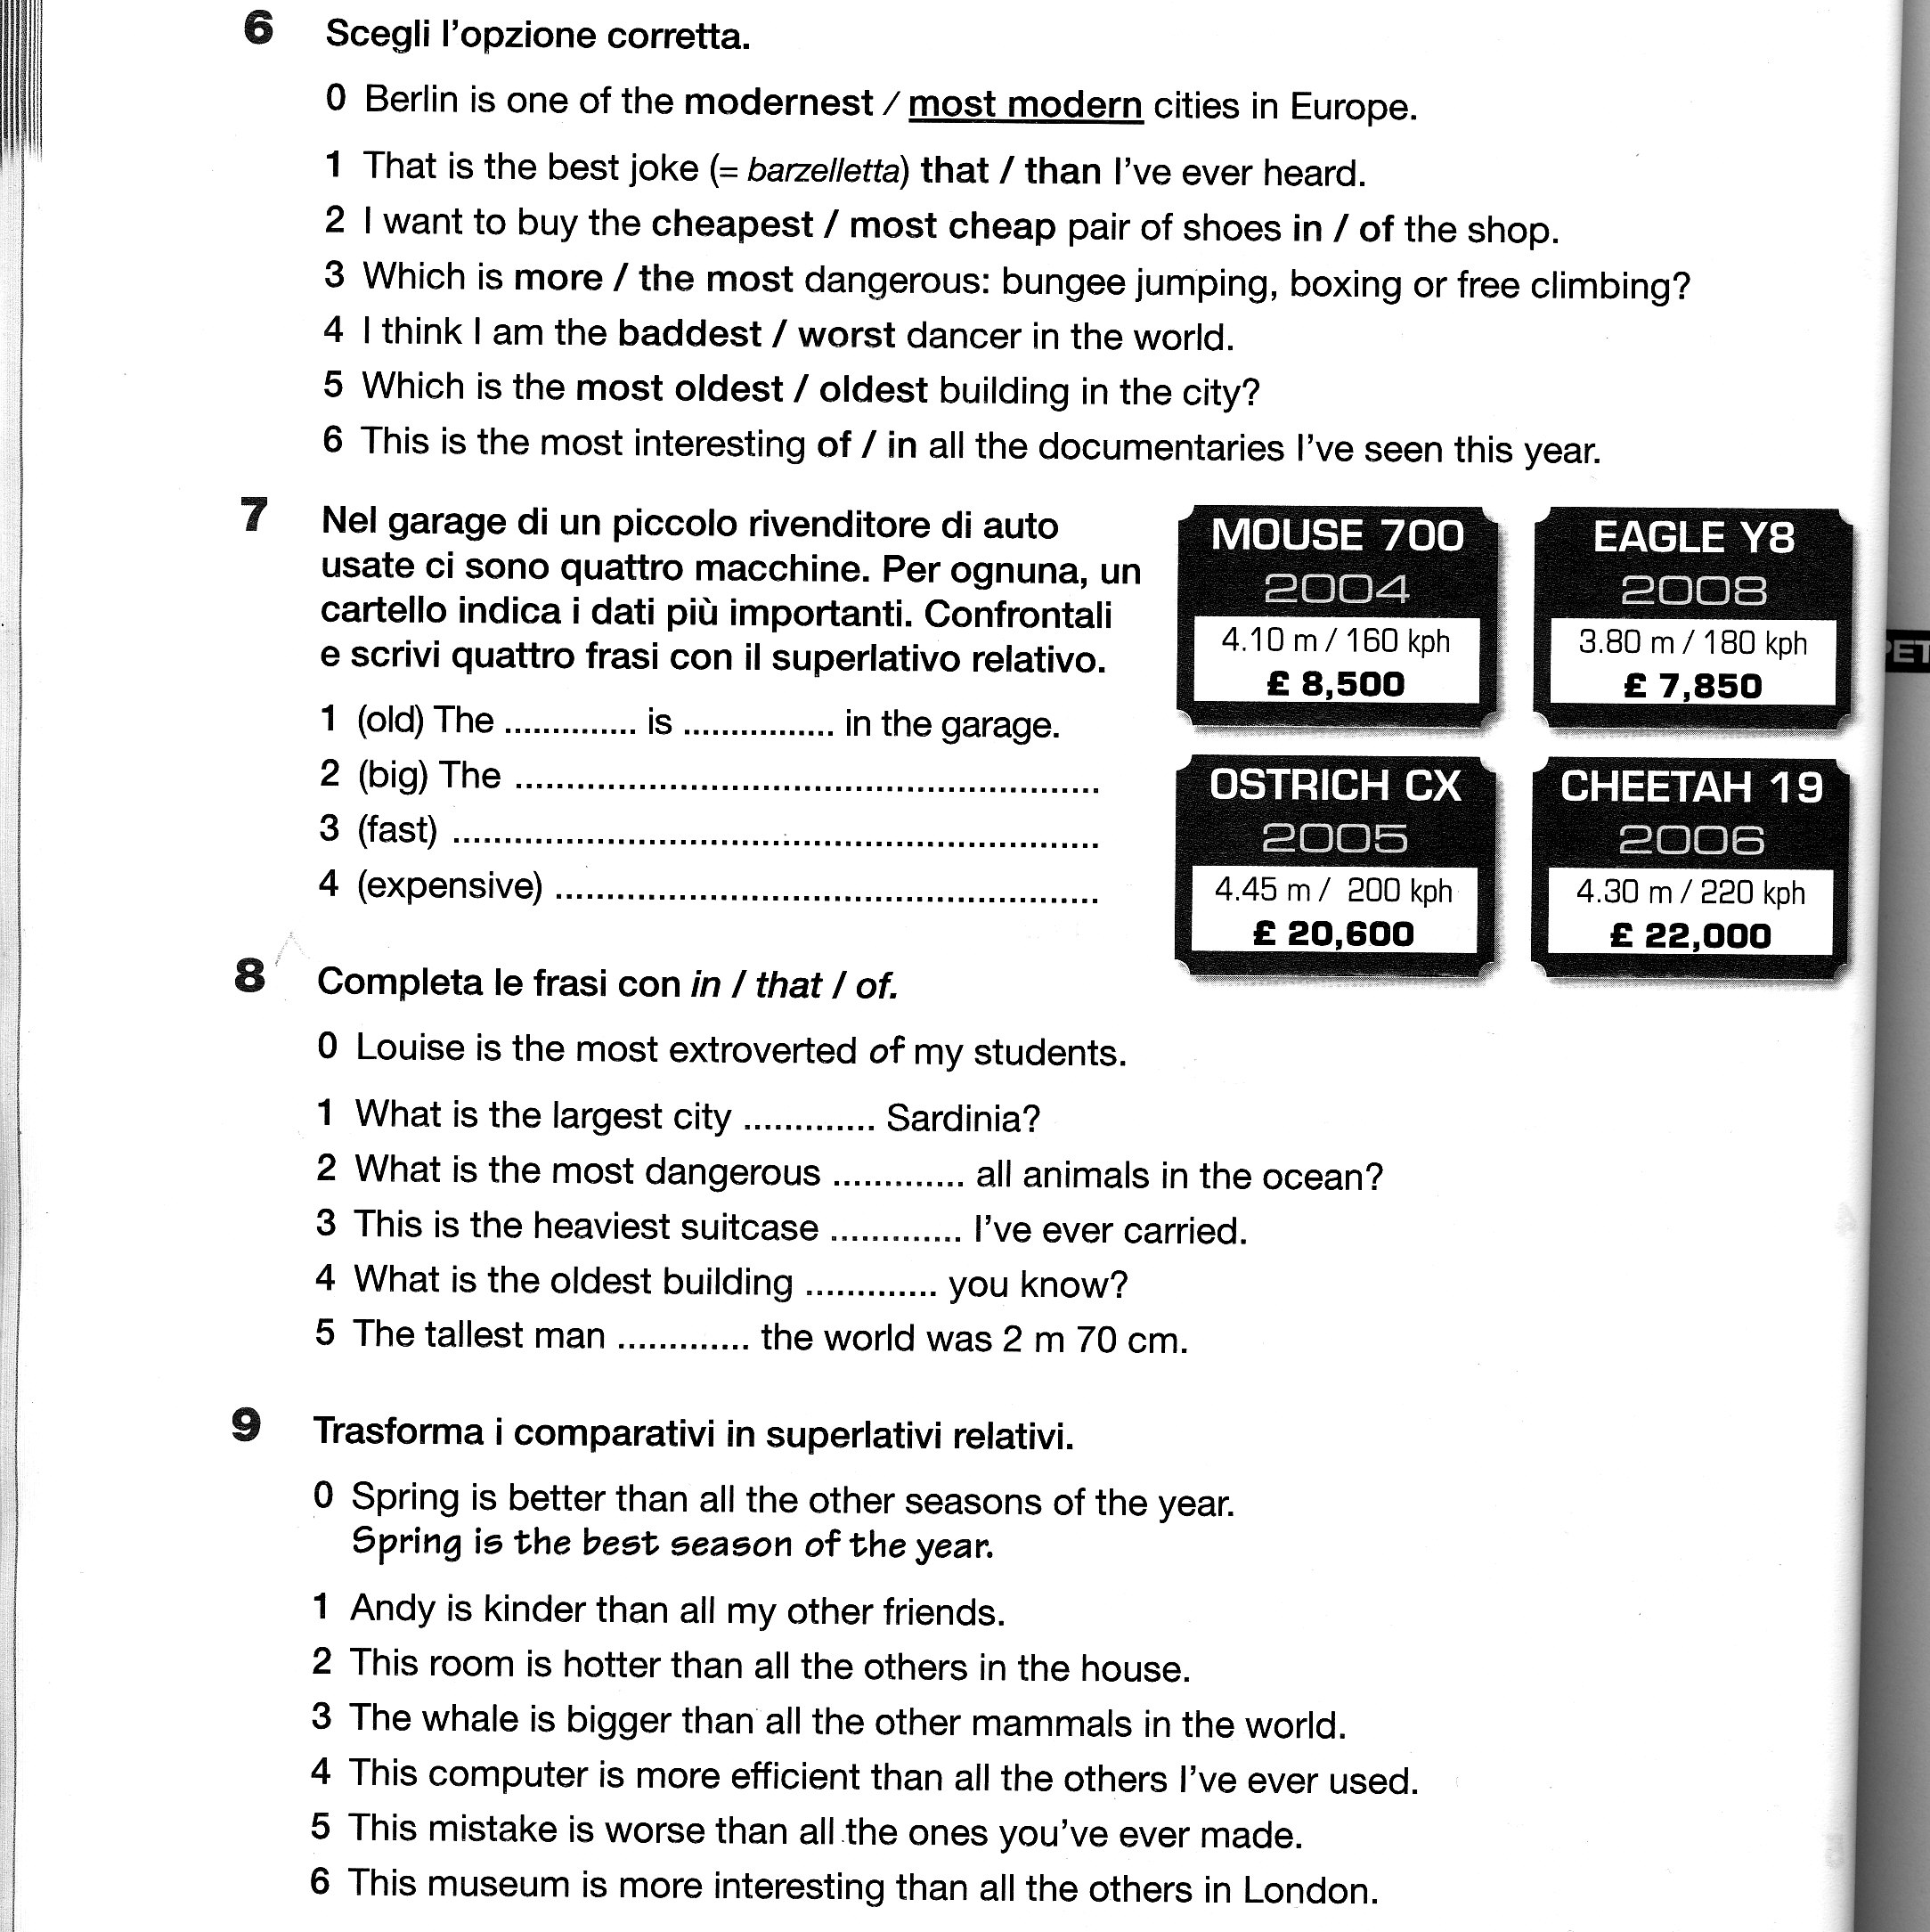 6 Scegli l'opzione corretta.
0 Berlin is one of the modernest / most modern cities in Europe.
1 That is the best joke (= barzelletta) that / than I've ever heard.
2 I want to buy the cheapest / most cheap pair of shoes in / of the shop.
3 Which is more / the most dangerous: bungee jumping, boxing or free climbing?
4 I think I am the baddest / worst dancer in the world.
5 Which is the most oldest / oldest building in the city?
6 This is the most interesting of / in all the documentaries I've seen this year.
7 Nel garage di un piccolo rivenditore di auto
usate ci sono quattro macchine. Per ognuna, un
cartello indica i dati più importanti. Confrontali
e scrivi quattro frasi con il superlativo relativo.
1 (old) The ............. is ............... in the garage.
2 (big) The .........................................................
3 (fast) ...............................................................
4 (expensive) .....................................................
MOUSE 700
2004
4.10 m / 160 kph
£ 8,500
EAGLE Y8
2008
3.80 m / 180 kph
£ 7,850
OSTRICH CX
2005
4.45 m / 200 kph
£ 20,600
CHEETAH 19
2006
4.30 m / 220 kph
£ 22,000
8 Completa le frasi con in / that / of.
0 Louise is the most extroverted of my students.
1 What is the largest city ............. Sardinia?
2 What is the most dangerous ............. all animals in the ocean?
3 This is the heaviest suitcase ............. I've ever carried.
4 What is the oldest building ............. you know?
5 The tallest man ............. the world was 2 m 70 cm.
9 Trasforma i comparativi in superlativi relativi.
0 Spring is better than all the other seasons of the year.
Spring is the best season of the year.
1 Andy is kinder than all my other friends.
2 This room is hotter than all the others in the house.
3 The whale is bigger than all the other mammals in the world.
4 This computer is more efficient than all the others I've ever used.
5 This mistake is worse than all the ones you've ever made.
6 This museum is more interesting than all the others in London.